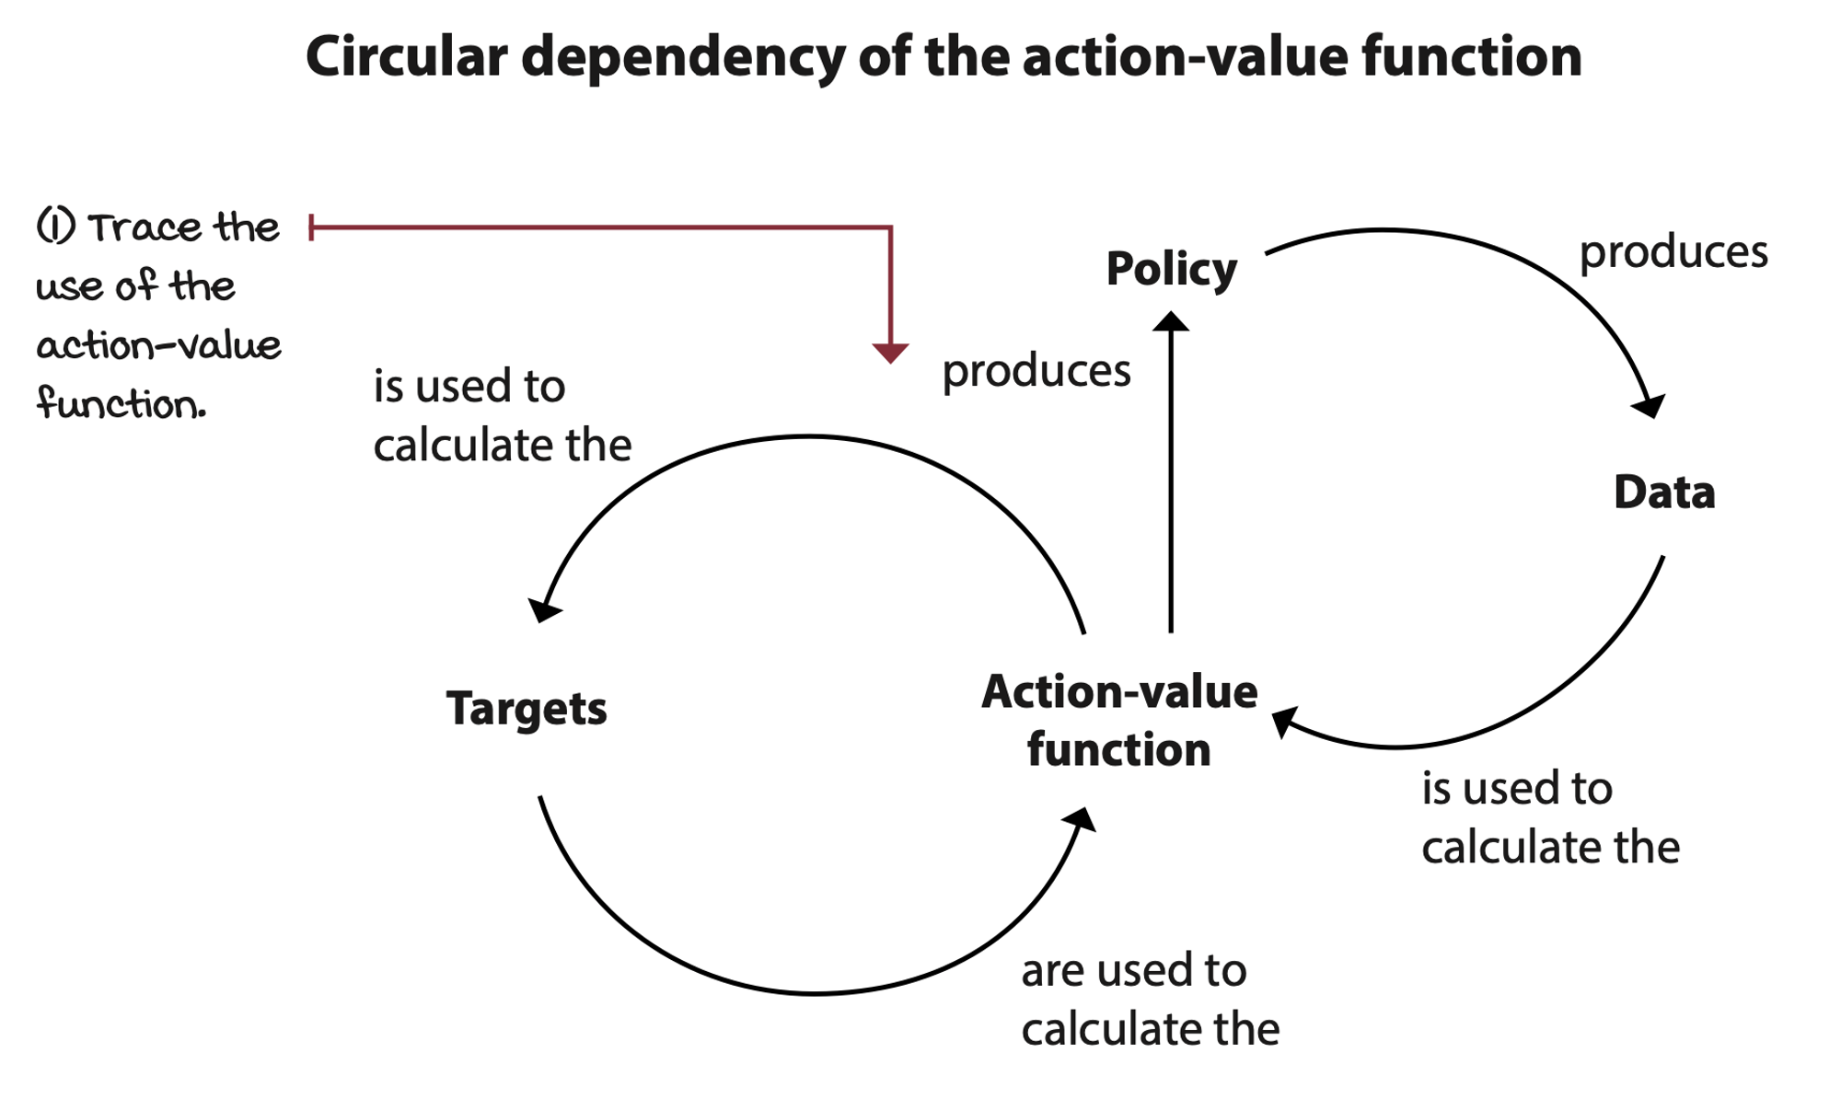 Circular dependency of the action-value function
(1) Trace the
use of the
action-value
function.
is used to
calculate the
produces
Policy
produces
Data
Targets
Action-value
function
is used to
calculate the
are used to
calculate the